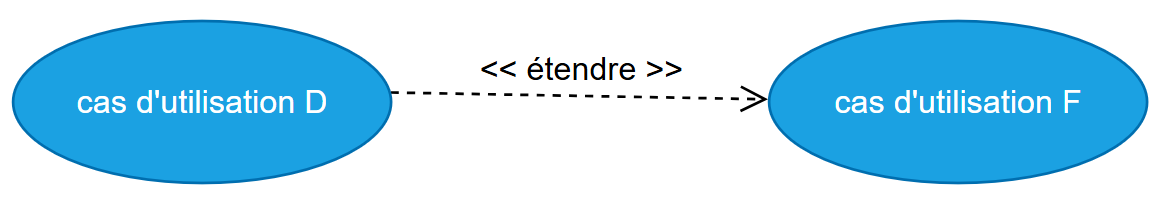 << étendre >>
cas d'utilisation D
cas d'utilisation F